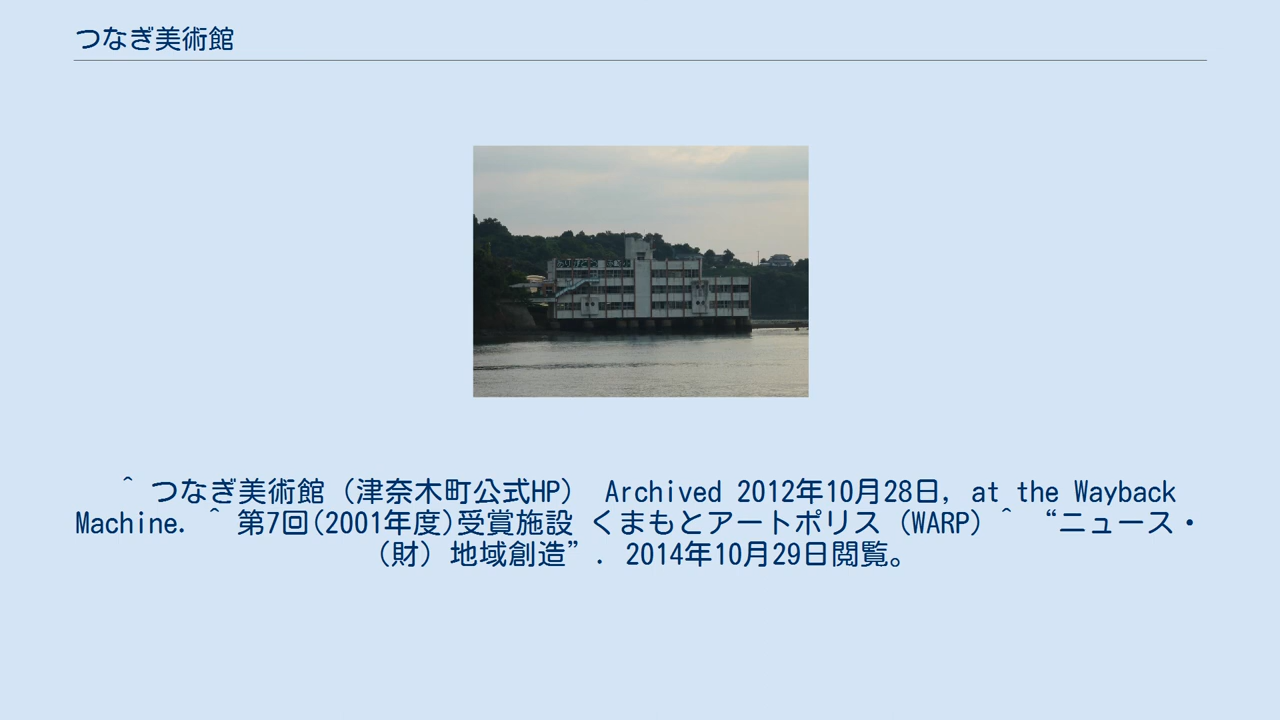 つなぎ美術館
^ つなぎ美術館（津奈木町公式HP） Archived 2012年10月28日, at the Wayback
Machine. ^ 第7回(2001年度)受賞施設 くまもとアートポリス（WARP）^ “ニュース・
（財）地域創造”. 2014年10月29日閲覧。